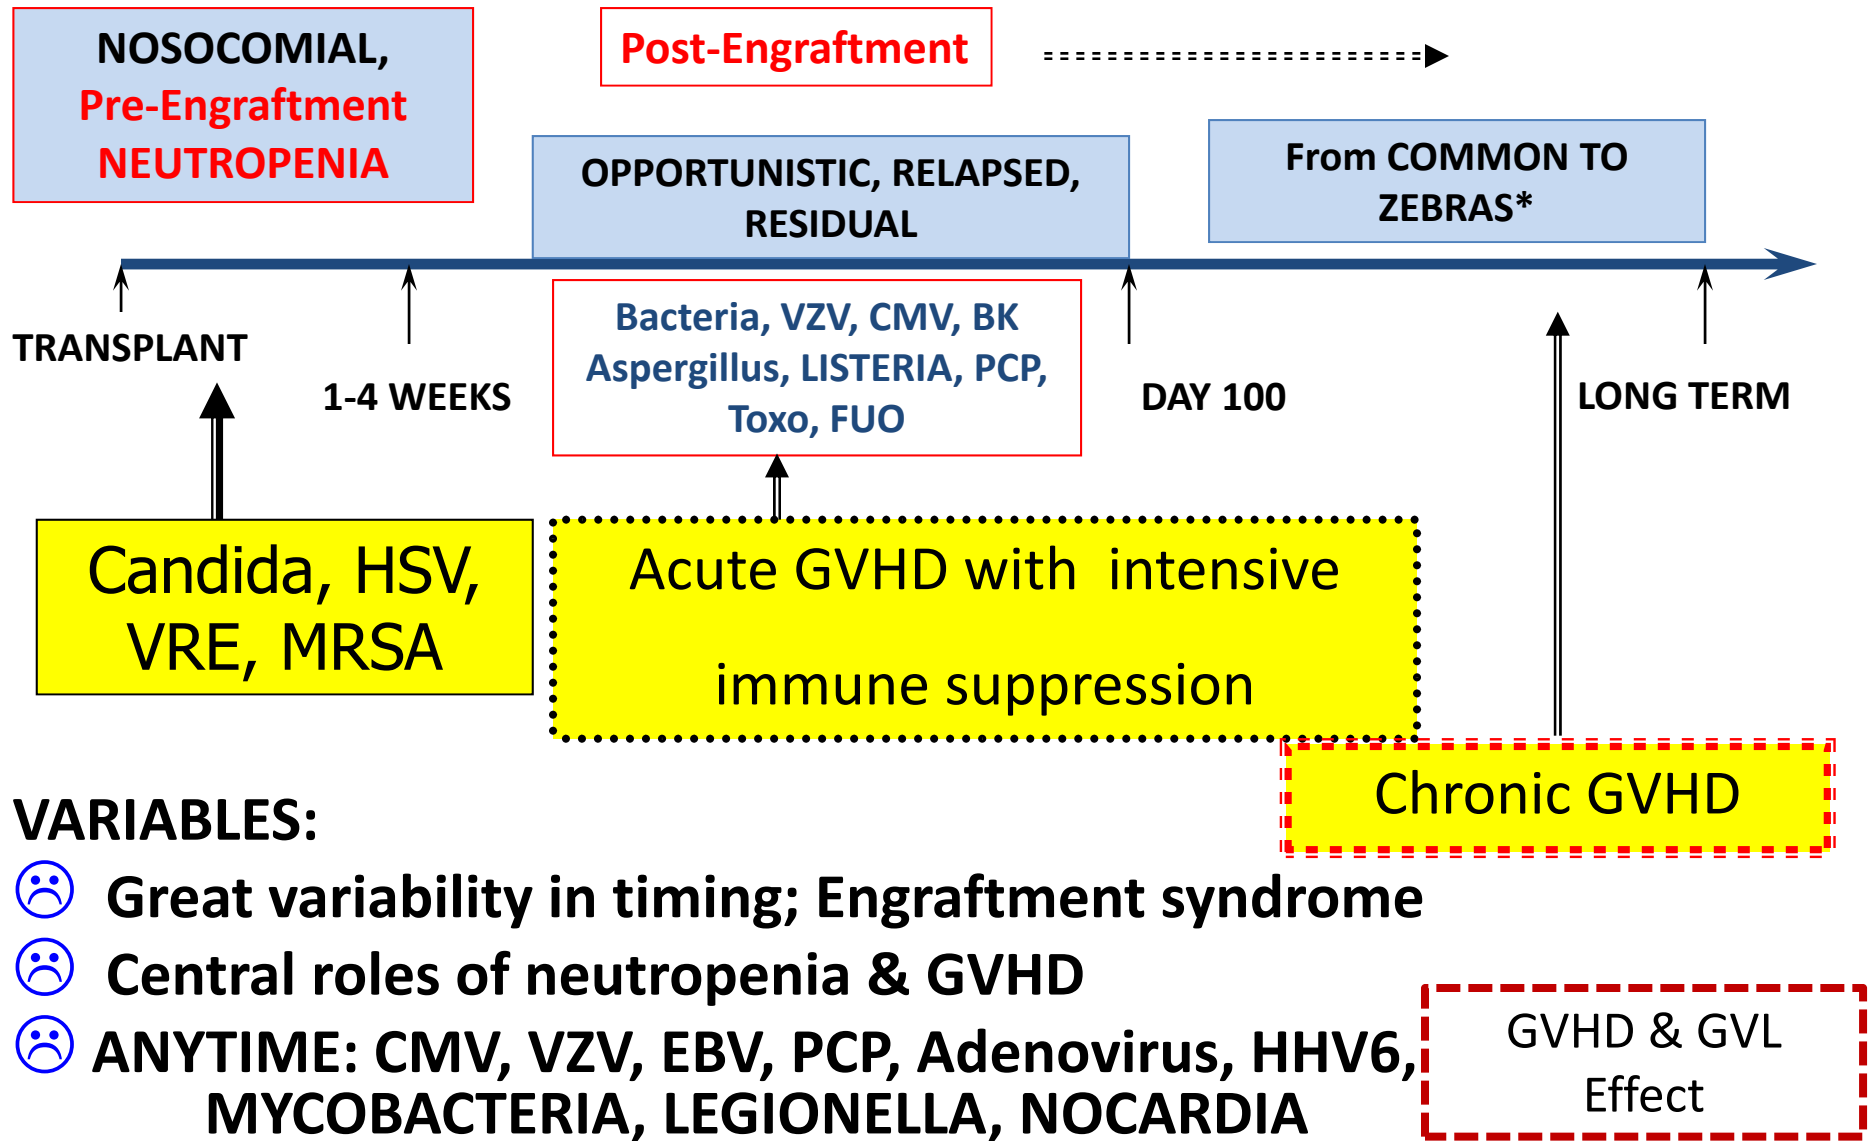 NOSOCOMIAL,
Pre-Engraftment
NEUTROPENIA
Post-Engraftment
OPPORTUNISTIC, RELAPSED,
RESIDUAL
From COMMON TO
ZEBRAS*
TRANSPLANT
1-4 WEEKS
Bacteria, VZV, CMV, BK
Aspergillus, LISTERIA, PCP,
Toxo, FUO
DAY 100
LONG TERM
Candida, HSV,
VRE, MRSA
Acute GVHD with intensive
immune suppression
Chronic GVHD
VARIABLES:
Great variability in timing; Engraftment syndrome
Central roles of neutropenia & GVHD
ANYTIME: CMV, VZV, EBV, PCP, Adenovirus, HHV6,
MYCOBACTERIA, LEGIONELLA, NOCARDIA
GVHD & GVL
Effect